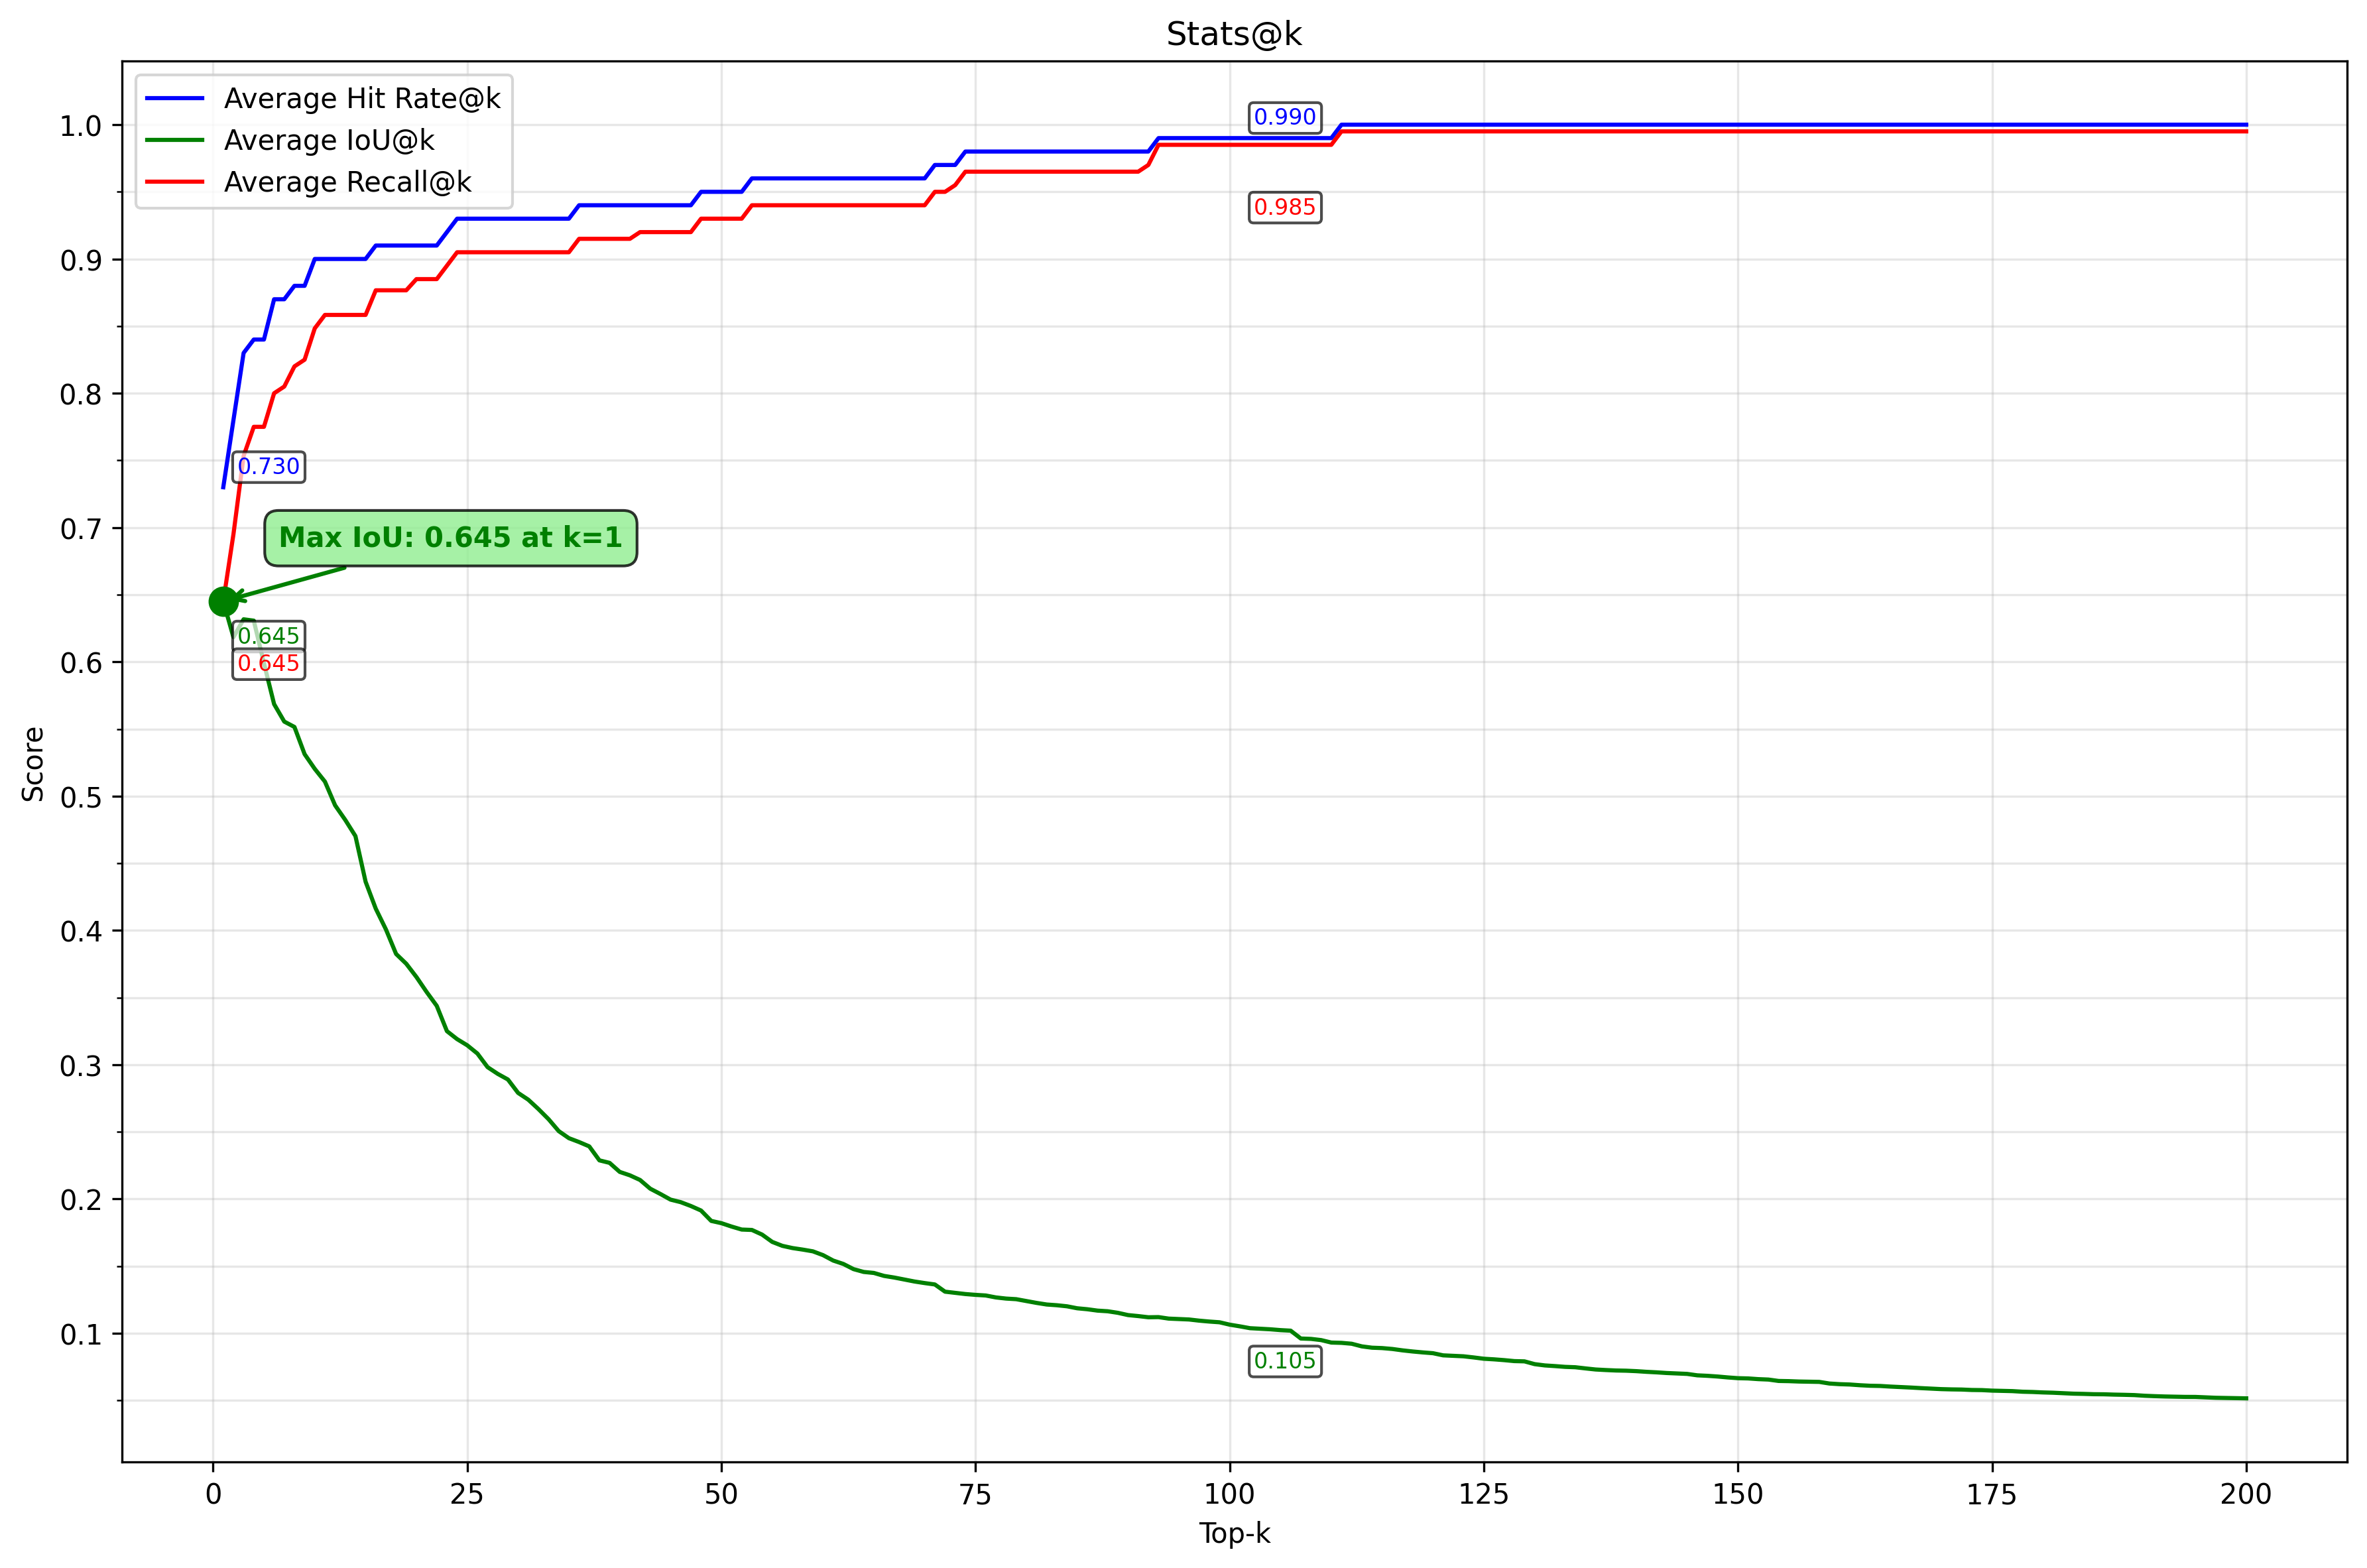 Stats@k
Average Hit Rate@k
Average IoU@k
Average Recall@k
0.990
0.985
0.730
Max IoU: 0.645 at k=1
0.645
0.645
0.105
1.0
0.9
0.8
0.7
0.6
0.5
0.4
0.3
0.2
0.1
Score
0 25 50 75 100 125 150 175 200
Top-k